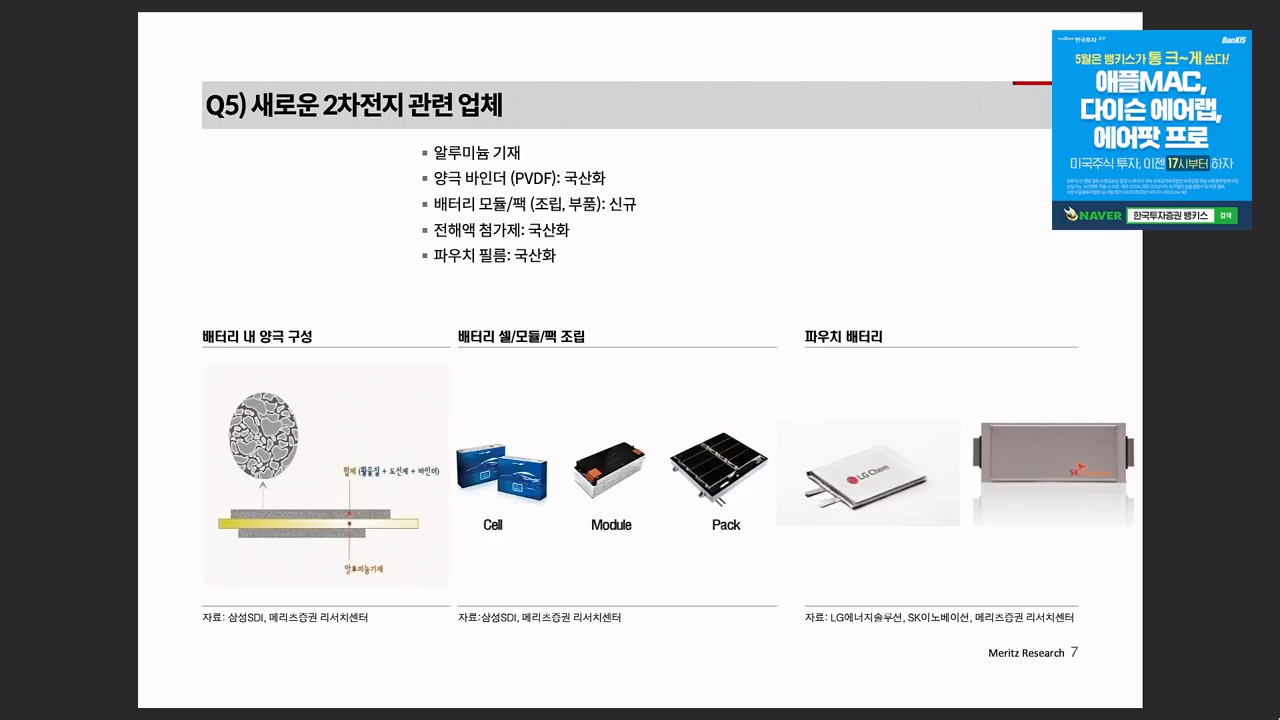 Q5) 새로운 2차전지 관련 업체
알루미늄 기재
양극 바인더 (PVDF): 국산화
배터리 모듈/팩 (조립, 부품): 신규
전해액 첨가제: 국산화
파우치 필름: 국산화
배터리 내 양극 구성
합제 (활물질 + 도전제 + 바인더)
알루미늄기재
자료: 삼성SDI, 메리츠증권 리서치센터
배터리 셀/모듈/팩 조립
Cell
Module
Pack
자료:삼성SDI, 메리츠증권 리서치센터
파우치 배터리
LG Chem
SK
자료: LG에너지솔루션, SK이노베이션, 메리츠증권 리서치센터
Meritz Research 7
한국투자
BanKIS
5월은 뱅키스가 통 크~게 쏜다!
애플MAC,
다이슨 에어랩,
에어팟 프로
미국주식 투자, 이젠 17시부터 하자
NAVER 한국투자증권 뱅키스 검색